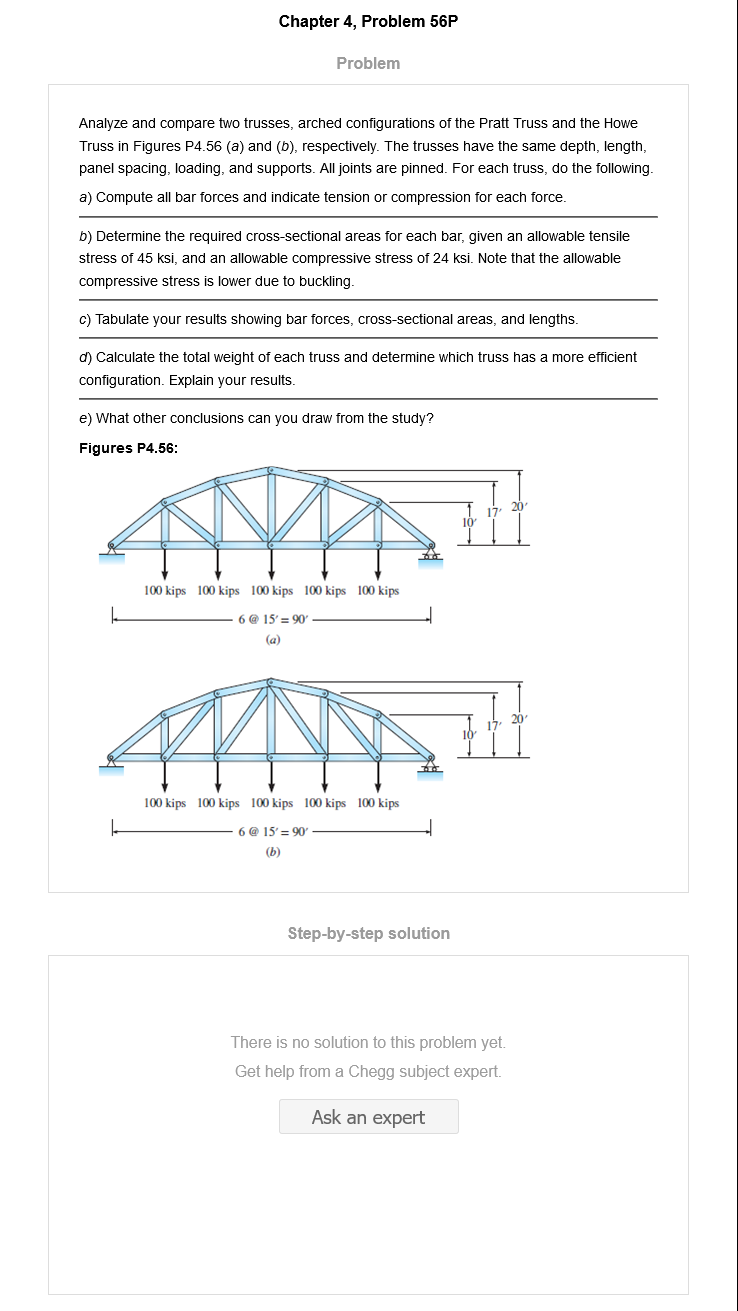 Chapter 4, Problem 56P
Problem
Analyze and compare two trusses, arched configurations of the Pratt Truss and the Howe
Truss in Figures P4.56 (a) and (b), respectively. The trusses have the same depth, length,
panel spacing, loading, and supports. All joints are pinned. For each truss, do the following.
a) Compute all bar forces and indicate tension or compression for each force.
b) Determine the required cross-sectional areas for each bar, given an allowable tensile
stress of 45 ksi, and an allowable compressive stress of 24 ksi. Note that the allowable
compressive stress is lower due to buckling.
c) Tabulate your results showing bar forces, cross-sectional areas, and lengths.
d) Calculate the total weight of each truss and determine which truss has a more efficient
configuration. Explain your results.
e) What other conclusions can you draw from the study?
Figures P4.56:
10' 17' 20'
100 kips 100 kips 100 kips 100 kips 100 kips
6 @ 15' = 90'
(a)
10' 17' 20'
100 kips 100 kips 100 kips 100 kips 100 kips
6 @ 15' = 90'
(b)
Step-by-step solution
There is no solution to this problem yet.
Get help from a Chegg subject expert.
Ask an expert